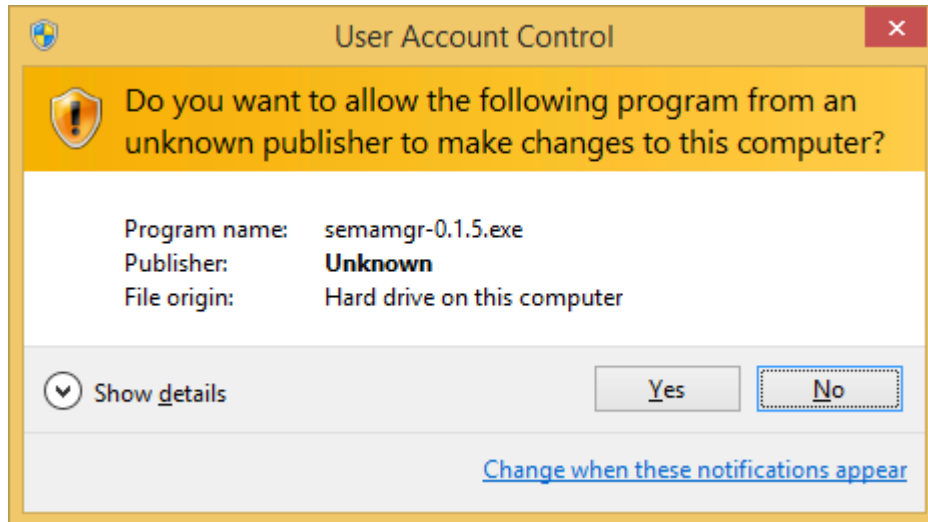 User Account Control
Do you want to allow the following program from an
unknown publisher to make changes to this computer?
Program name: semamgr-0.1.5.exe
Publisher: Unknown
File origin: Hard drive on this computer
Show details Yes No
Change when these notifications appear